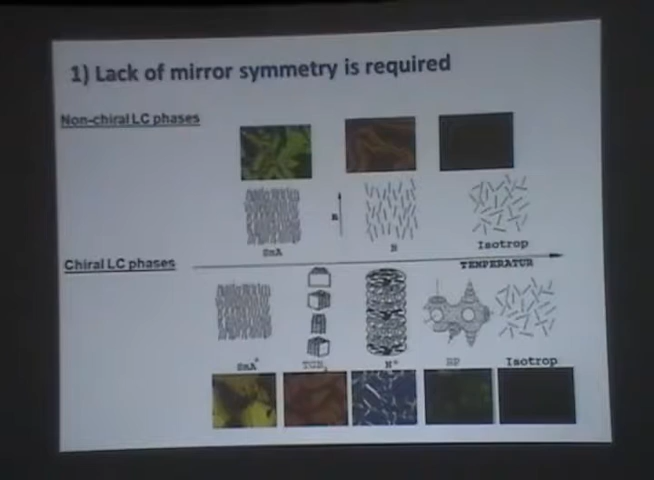 1) Lack of mirror symmetry is required
Non-chiral LC phases
n
SmA
N
Isotrop
TEMPERATUR
Chiral LC phases
SmA*
N*
BP
Isotrop